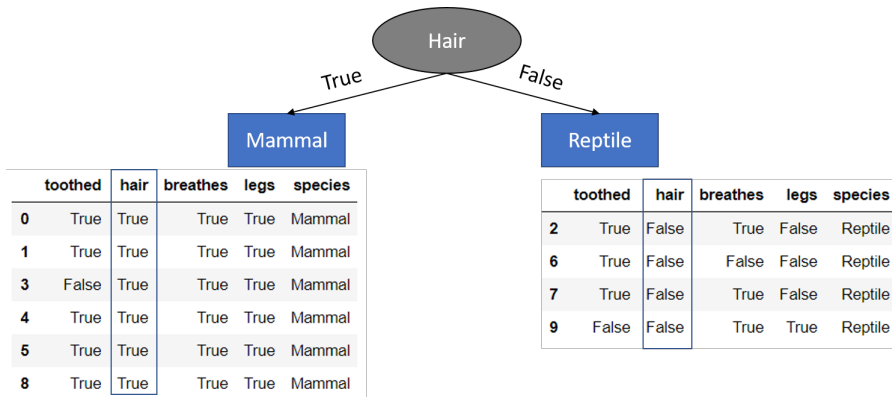 Hair
True
False
Mammal
Reptile
toothed hair breathes legs species
0 True True True True Mammal
1 True True True True Mammal
3 False True True True Mammal
4 True True True True Mammal
5 True True True True Mammal
8 True True True True Mammal
toothed hair breathes legs species
2 True False True False Reptile
6 True False False False Reptile
7 True False True False Reptile
9 False False True True Reptile